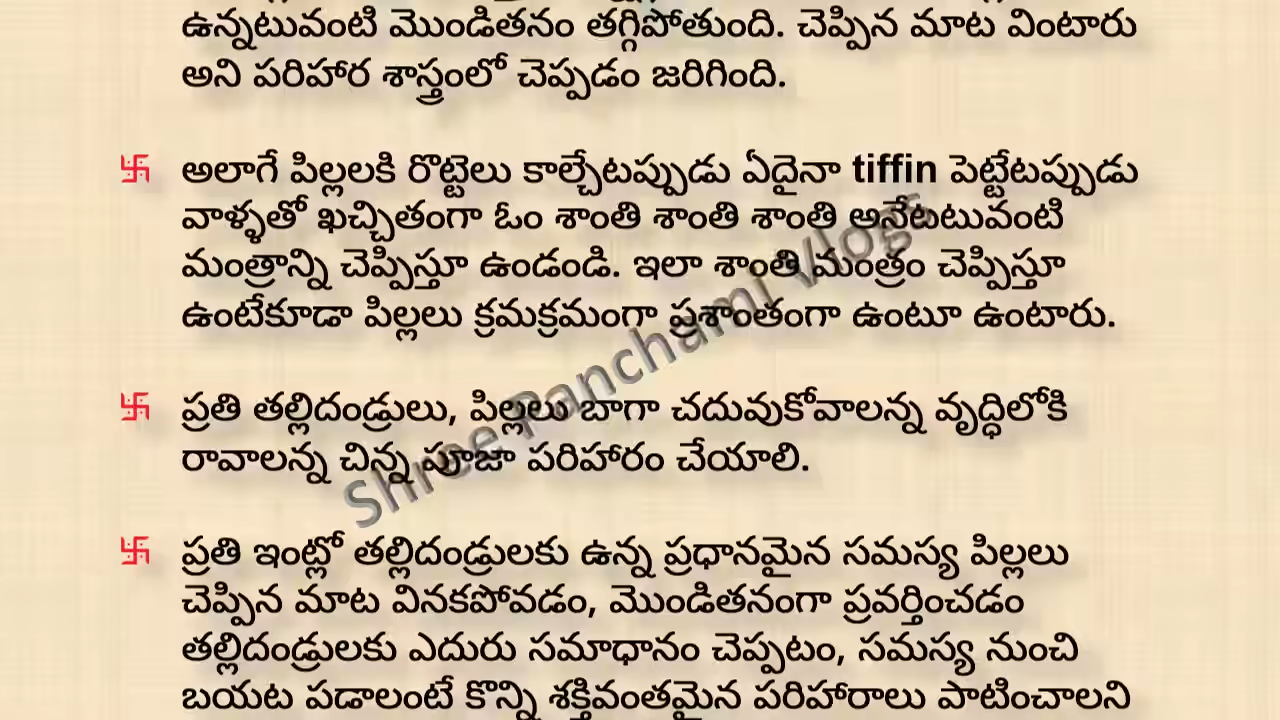 ఉన్నటువంటి మొండితనం తగ్గిపోతుంది. చెప్పిన మాట వింటారు
అని పరిహార శాస్త్రంలో చెప్పడం జరిగింది.
卐 అలాగే పిల్లలకి రొట్టెలు కాల్చేటప్పుడు ఏదైనా tiffin పెట్టేటప్పుడు
వాళ్ళతో ఖచ్చితంగా ఓం శాంతి శాంతి శాంతి అనేటటువంటి
మంత్రాన్ని చెప్పిస్తూ ఉండండి. ఇలా శాంతి మంత్రం చెప్పిస్తూ
ఉంటేకూడా పిల్లలు క్రమక్రమంగా ప్రశాంతంగా ఉంటూ ఉంటారు.
卐 ప్రతి తల్లిదండ్రులు, పిల్లలు బాగా చదువుకోవాలన్న వృద్ధిలోకి
రావాలన్న చిన్న పూజా పరిహారం చేయాలి.
卐 ప్రతి ఇంట్లో తల్లిదండ్రులకు ఉన్న ప్రధానమైన సమస్య పిల్లలు
చెప్పిన మాట వినకపోవడం, మొండితనంగా ప్రవర్తించడం
తల్లిదండ్రులకు ఎదురు సమాధానం చెప్పటం, సమస్య నుంచి
బయట పడాలంటే కొన్ని శక్తివంతమైన పరిహారాలు పాటించాలని
Shree Panchami Vlogs